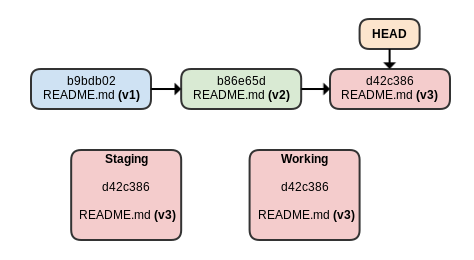 HEAD
b9bdb02
README.md (v1)
b86e65d
README.md (v2)
d42c386
README.md (v3)
Staging
d42c386
README.md (v3)
Working
d42c386
README.md (v3)